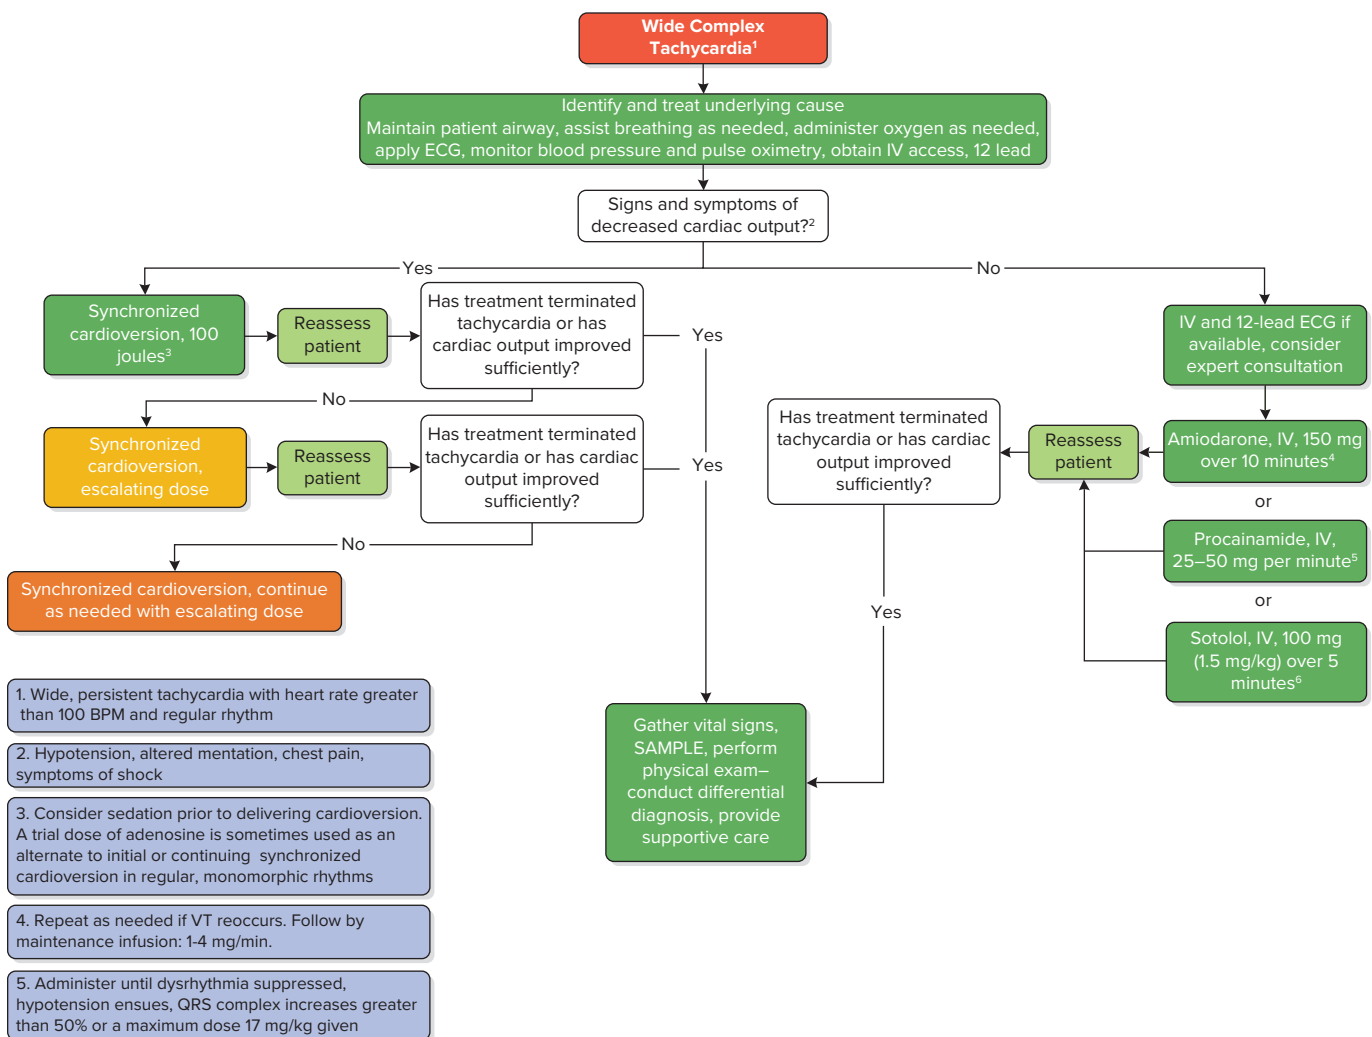 Wide Complex
Tachycardia¹
Identify and treat underlying cause
Maintain patient airway, assist breathing as needed, administer oxygen as needed,
apply ECG, monitor blood pressure and pulse oximetry, obtain IV access, 12 lead
Signs and symptoms of
decreased cardiac output?²
Yes
No
Synchronized
cardioversion, 100
joules³
Reassess
patient
Has treatment terminated
tachycardia or has
cardiac output improved
sufficiently?
Yes
No
Synchronized
cardioversion,
escalating dose
Reassess
patient
Has treatment terminated
tachycardia or has cardiac
output improved
sufficiently?
Yes
No
Synchronized cardioversion, continue
as needed with escalating dose
IV and 12-lead ECG if
available, consider
expert consultation
Amiodarone, IV, 150 mg
over 10 minutes⁴
or
Procainamide, IV,
25–50 mg per minute⁵
or
Sotolol, IV, 100 mg
(1.5 mg/kg) over 5
minutes⁶
Reassess
patient
Has treatment terminated
tachycardia or has cardiac
output improved
sufficiently?
Yes
Gather vital signs,
SAMPLE, perform
physical exam–
conduct differential
diagnosis, provide
supportive care
1. Wide, persistent tachycardia with heart rate greater
than 100 BPM and regular rhythm
2. Hypotension, altered mentation, chest pain,
symptoms of shock
3. Consider sedation prior to delivering cardioversion.
A trial dose of adenosine is sometimes used as an
alternate to initial or continuing synchronized
cardioversion in regular, monomorphic rhythms
4. Repeat as needed if VT reoccurs. Follow by
maintenance infusion: 1-4 mg/min.
5. Administer until dysrhythmia suppressed,
hypotension ensues, QRS complex increases greater
than 50% or a maximum dose 17 mg/kg given